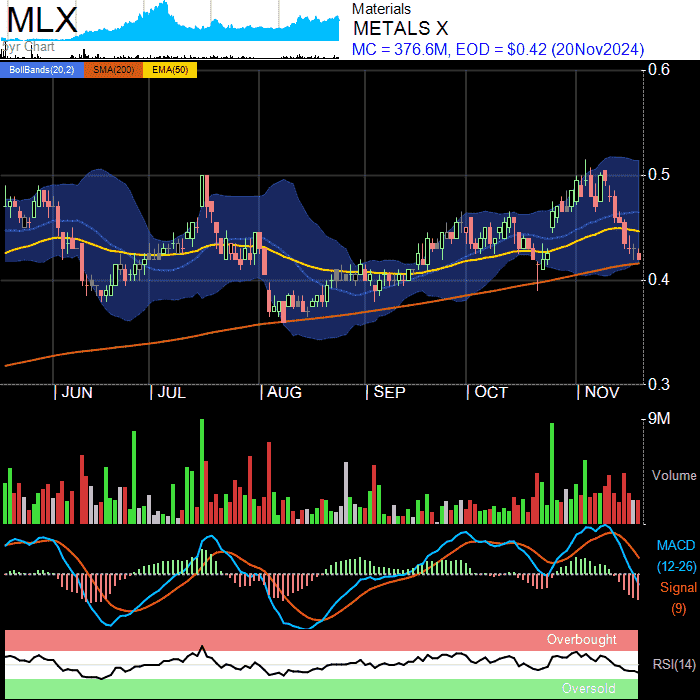 MLX
5yr Chart
Materials
METALS X
MC = 376.6M, EOD = $0.42 (20Nov2024)
BollBands(20,2) SMA(200) EMA(50)
0.6
0.5
0.4
0.3
| JUN | JUL | AUG | SEP | OCT | NOV
9M
Volume
MACD
(12-26)
Signal
(9)
Overbought
RSI(14)
Oversold